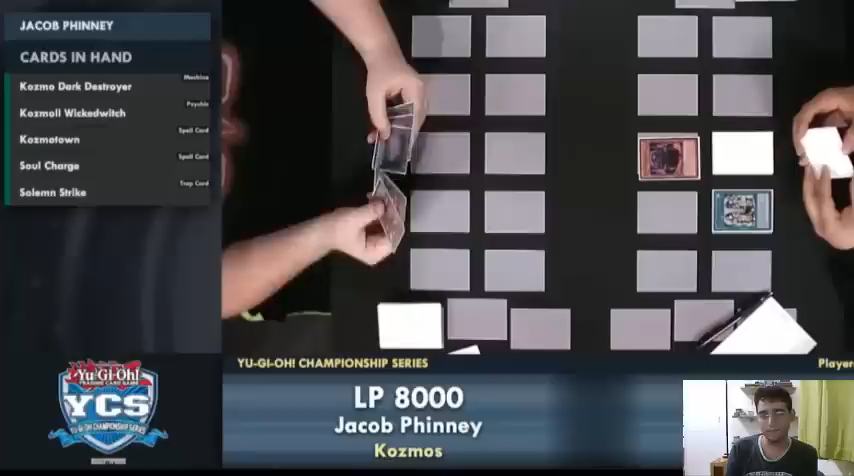 JACOB PHINNEY
CARDS IN HAND
Machine
Kozmo Dark Destroyer
Psychic
Kozmoll Wickedwitch
Spell Card
Kozmotown
Spell Card
Soul Charge
Trap Card
Solemn Strike
YU-GI-OH! CHAMPIONSHIP SERIES
Player
LP 8000
Jacob Phinney
Kozmos
Yu-Gi-Oh!
TRADING CARD GAME
YCS
YU-GI-OH! CHAMPIONSHIP SERIES